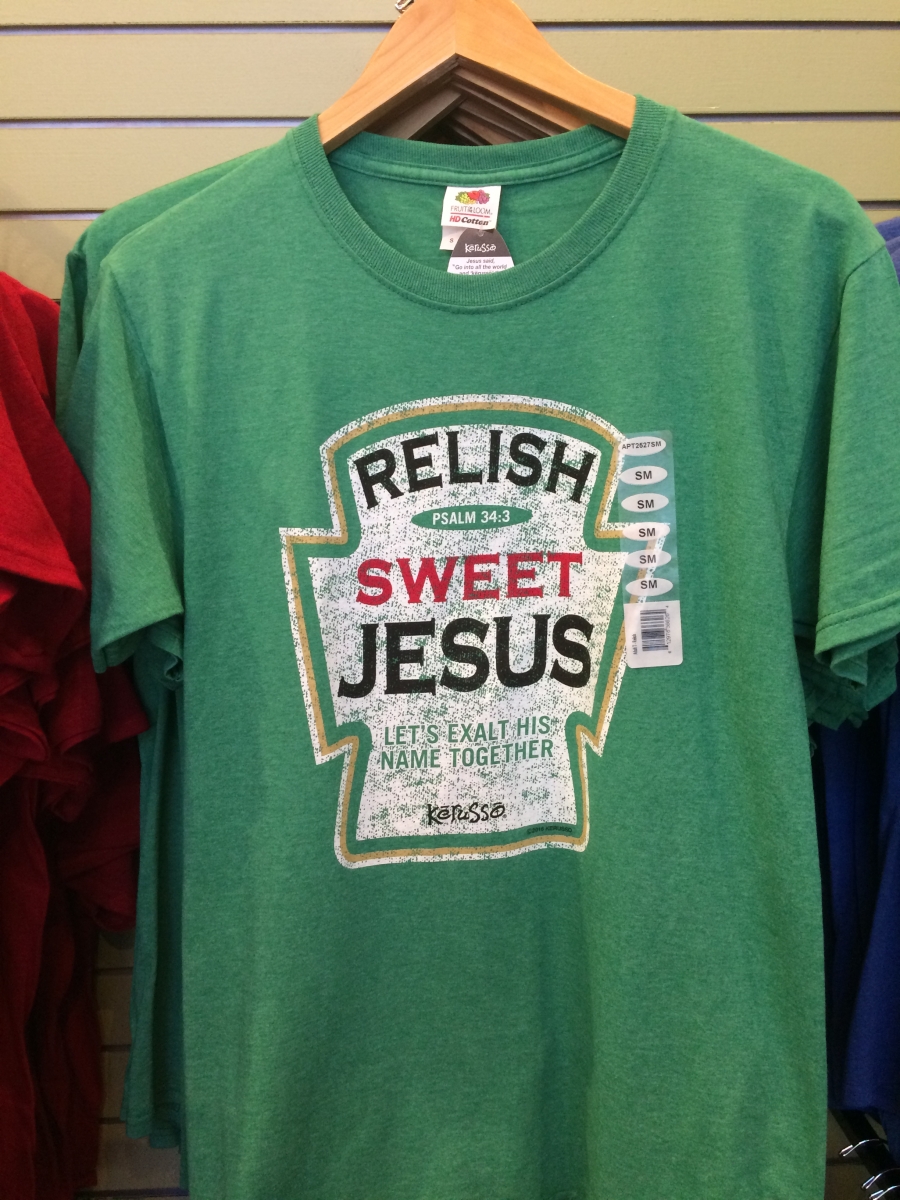 FRUIT OF THE LOOM
HD Cotton
S
kerusso
Jesus said,
"Go into all the world
RELISH
PSALM 34:3
SWEET
JESUS
LET'S EXALT HIS
NAME TOGETHER
kerusso
APT2627SM
SM
SM
SM
SM
SM